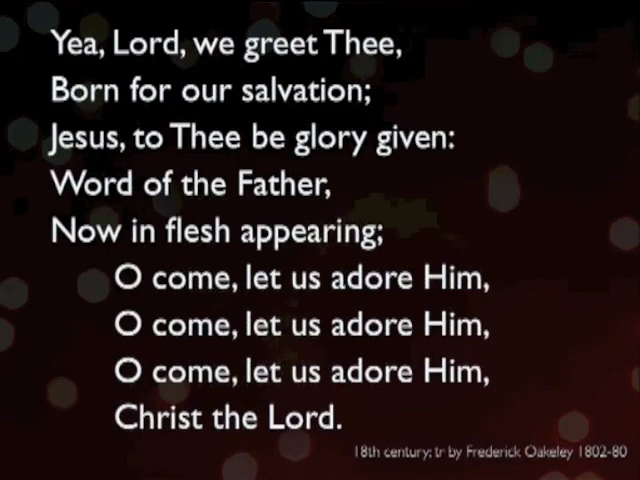 Yea, Lord, we greet Thee,
Born for our salvation;
Jesus, to Thee be glory given:
Word of the Father,
Now in flesh appearing;
O come, let us adore Him,
O come, let us adore Him,
O come, let us adore Him,
Christ the Lord.
18th century; tr by Frederick Oakeley 1802-80